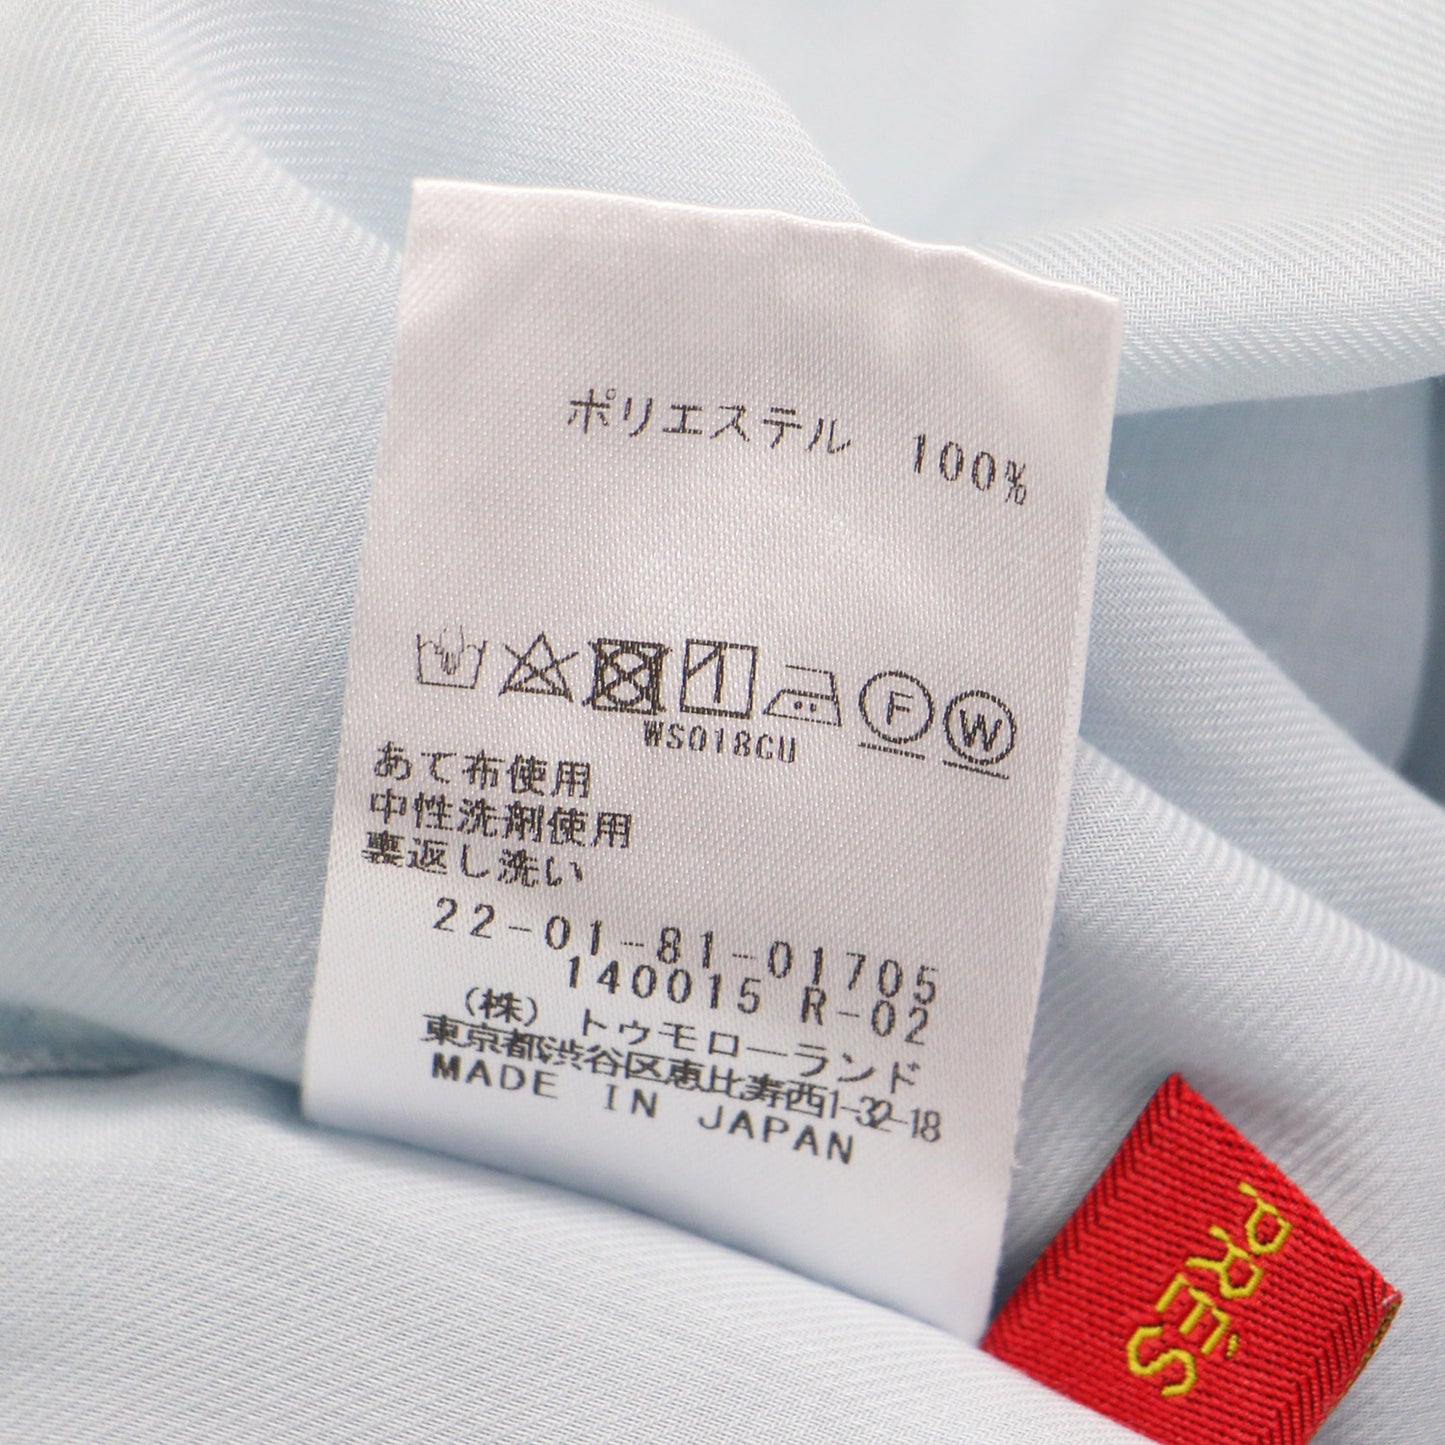 ポリエステル 100%
F W
WS018CU
あて布使用
中性洗剤使用
裏返し洗い
22-01-81-01705
140015 R-02
(株) トゥモローランド
東京都渋谷区恵比寿西1-32-18
MADE IN JAPAN
PRÉS